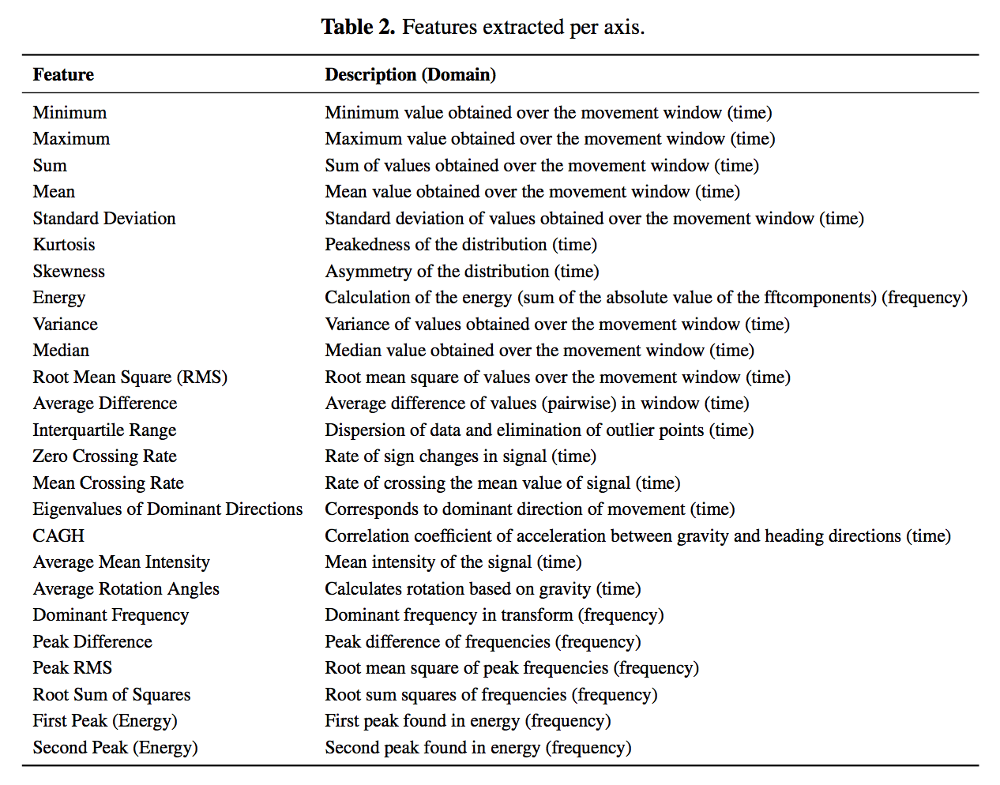 Table 2. Features extracted per axis.
Feature Description (Domain)
Minimum Minimum value obtained over the movement window (time)
Maximum Maximum value obtained over the movement window (time)
Sum Sum of values obtained over the movement window (time)
Mean Mean value obtained over the movement window (time)
Standard Deviation Standard deviation of values obtained over the movement window (time)
Kurtosis Peakedness of the distribution (time)
Skewness Asymmetry of the distribution (time)
Energy Calculation of the energy (sum of the absolute value of the fftcomponents) (frequency)
Variance Variance of values obtained over the movement window (time)
Median Median value obtained over the movement window (time)
Root Mean Square (RMS) Root mean square of values over the movement window (time)
Average Difference Average difference of values (pairwise) in window (time)
Interquartile Range Dispersion of data and elimination of outlier points (time)
Zero Crossing Rate Rate of sign changes in signal (time)
Mean Crossing Rate Rate of crossing the mean value of signal (time)
Eigenvalues of Dominant Directions Corresponds to dominant direction of movement (time)
CAGH Correlation coefficient of acceleration between gravity and heading directions (time)
Average Mean Intensity Mean intensity of the signal (time)
Average Rotation Angles Calculates rotation based on gravity (time)
Dominant Frequency Dominant frequency in transform (frequency)
Peak Difference Peak difference of frequencies (frequency)
Peak RMS Root mean square of peak frequencies (frequency)
Root Sum of Squares Root sum squares of frequencies (frequency)
First Peak (Energy) First peak found in energy (frequency)
Second Peak (Energy) Second peak found in energy (frequency)